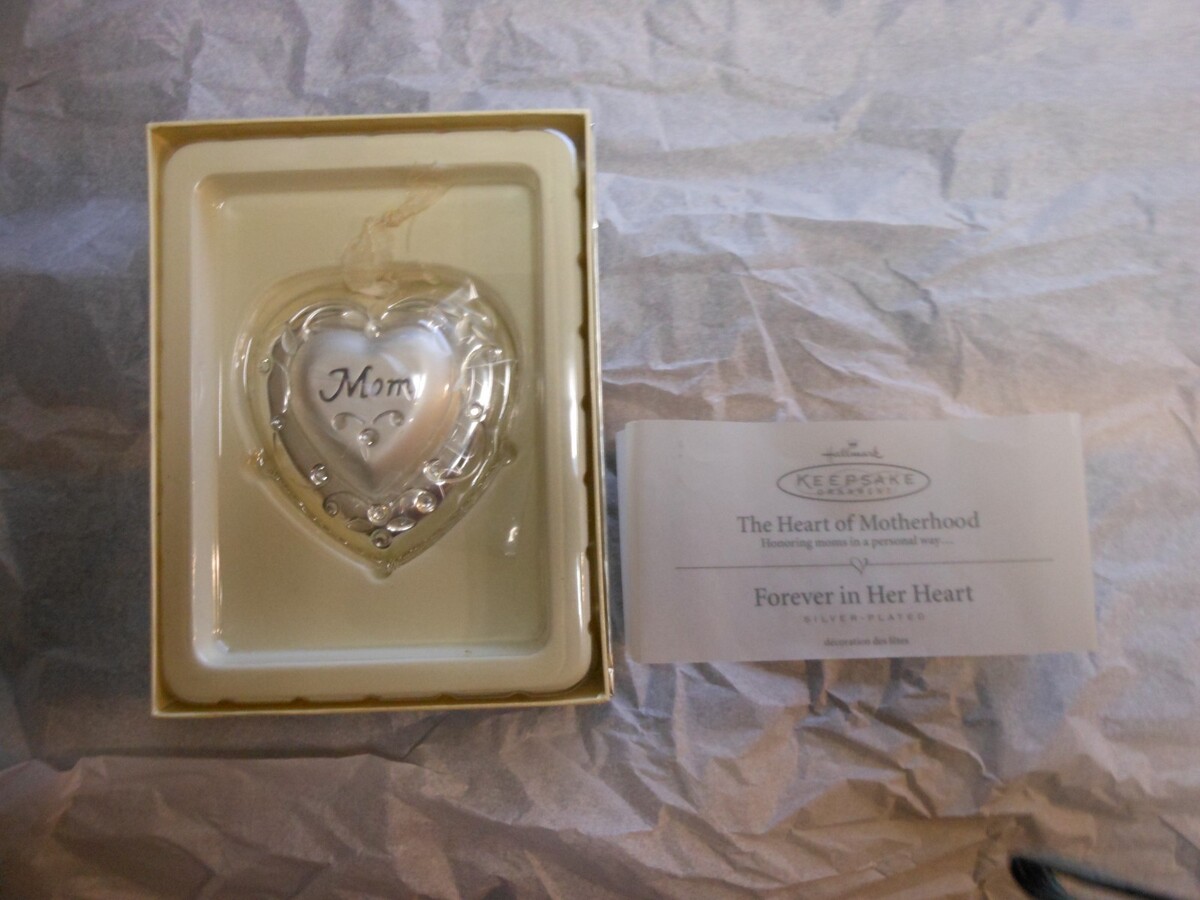 Mom
Hallmark
KEEPSAKE
ORNAMENT
The Heart of Motherhood
Honoring moms in a personal way....
Forever in Her Heart
SILVER-PLATED
décoration des fêtes